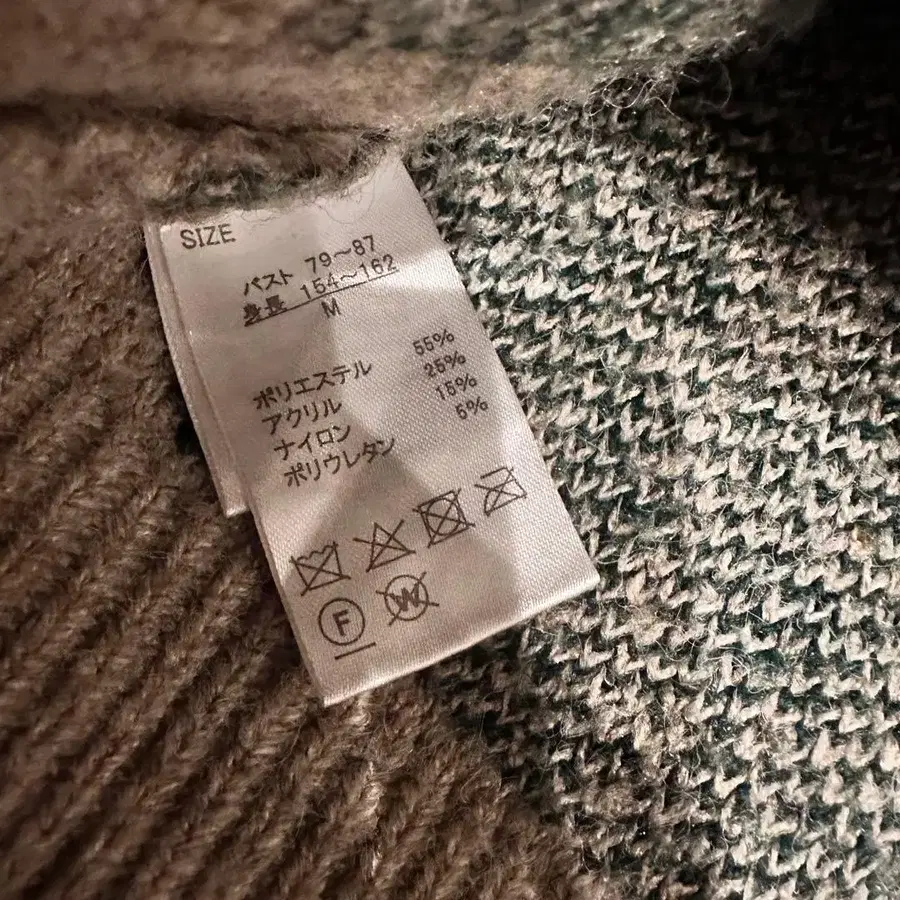 SIZE
バスト 79～87
身長 154～162
M
ポリエステル 55%
アクリル 25%
ナイロン 15%
ポリウレタン 5%
F
W